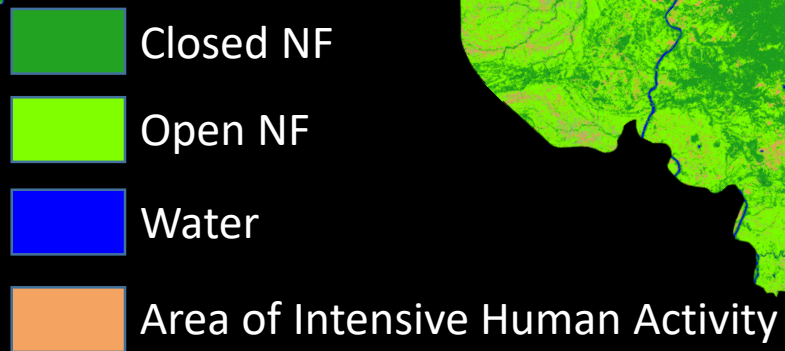 Closed NF
Open NF
Water
Area of Intensive Human Activity